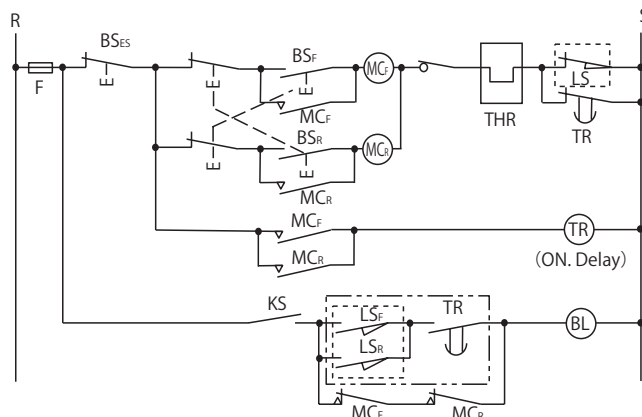 R
S
F
BSES
BSF
MCF
MCF
THR
LS
TR
BSR
MCR
MCR
MCF
MCR
TR
(ON. Delay)
KS
LSF
TR
LSR
BL
MCF
MCR